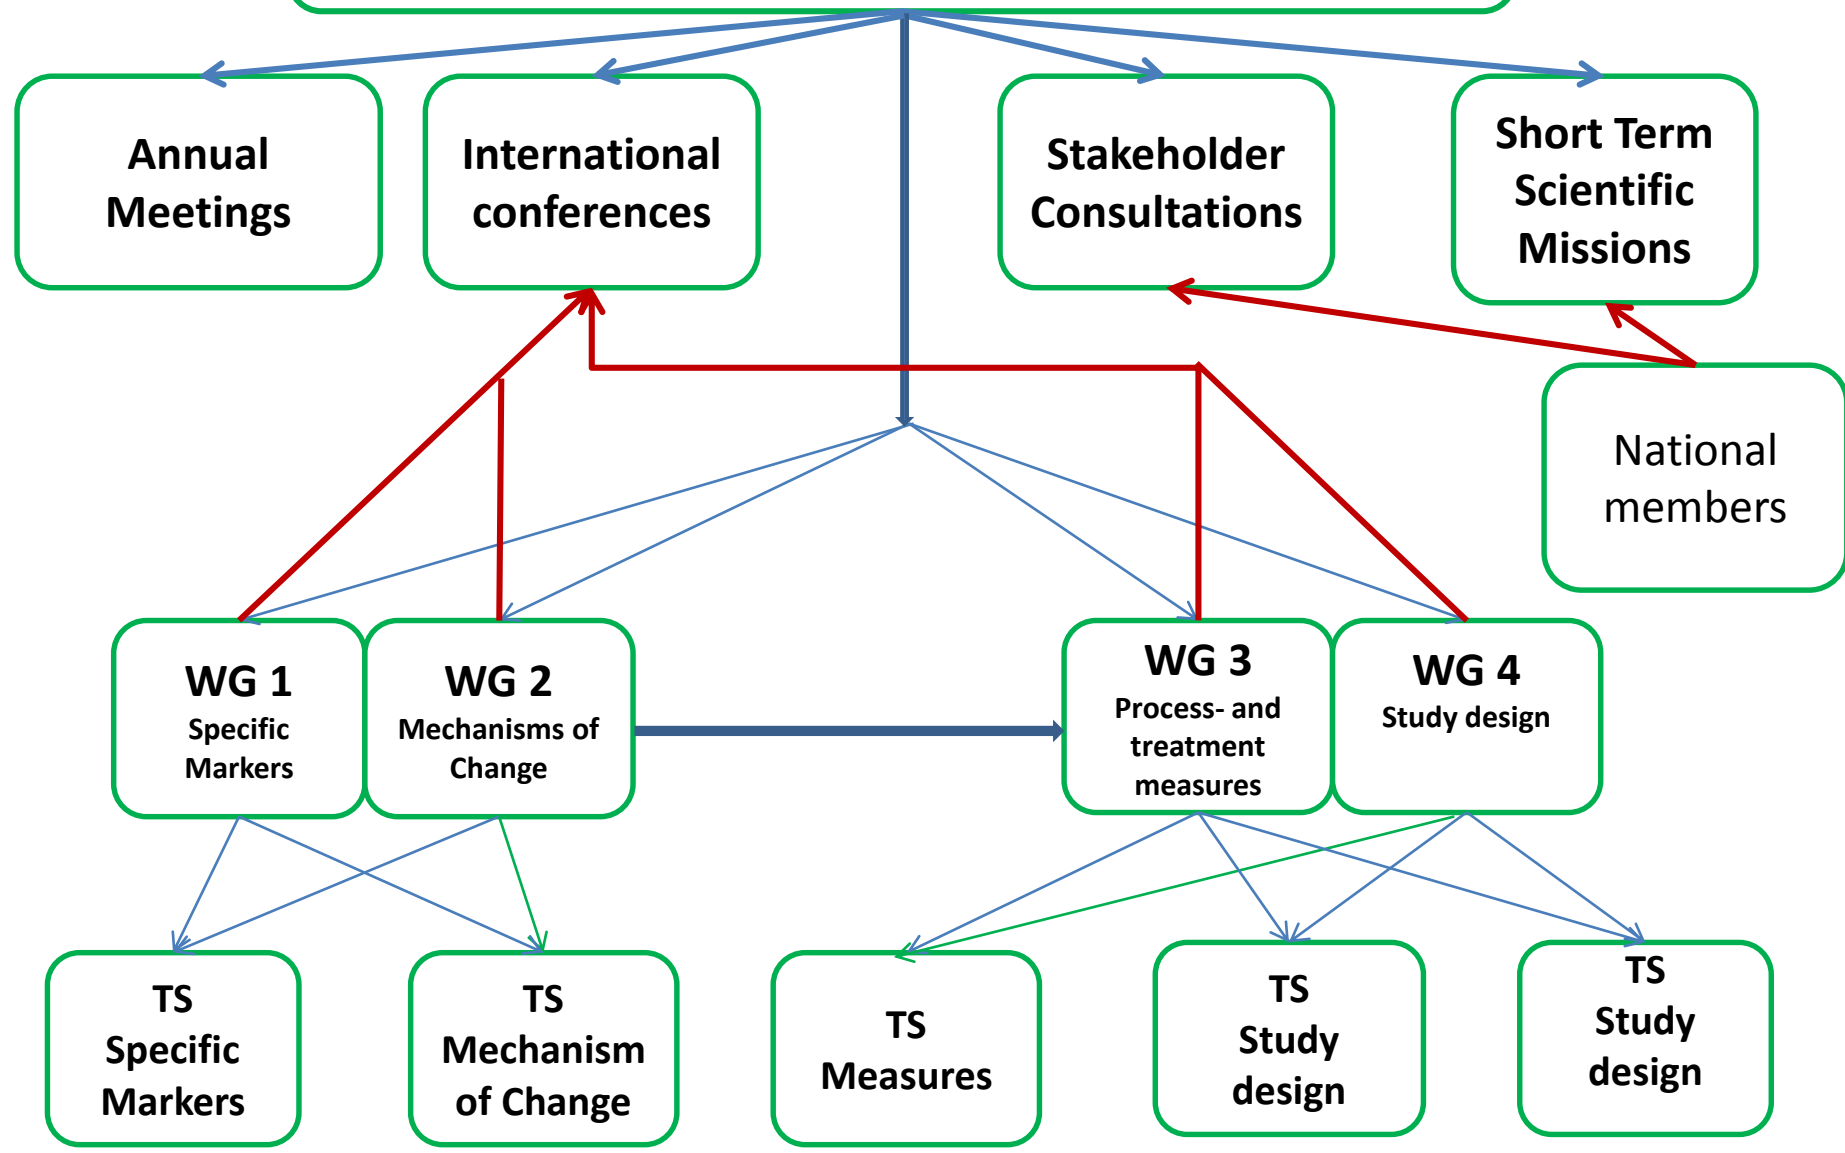 Annual
Meetings
International
conferences
Stakeholder
Consultations
Short Term
Scientific
Missions
National
members
WG 1
Specific
Markers
WG 2
Mechanisms of
Change
WG 3
Process- and
treatment
measures
WG 4
Study design
TS
Specific
Markers
TS
Mechanism
of Change
TS
Measures
TS
Study
design
TS
Study
design